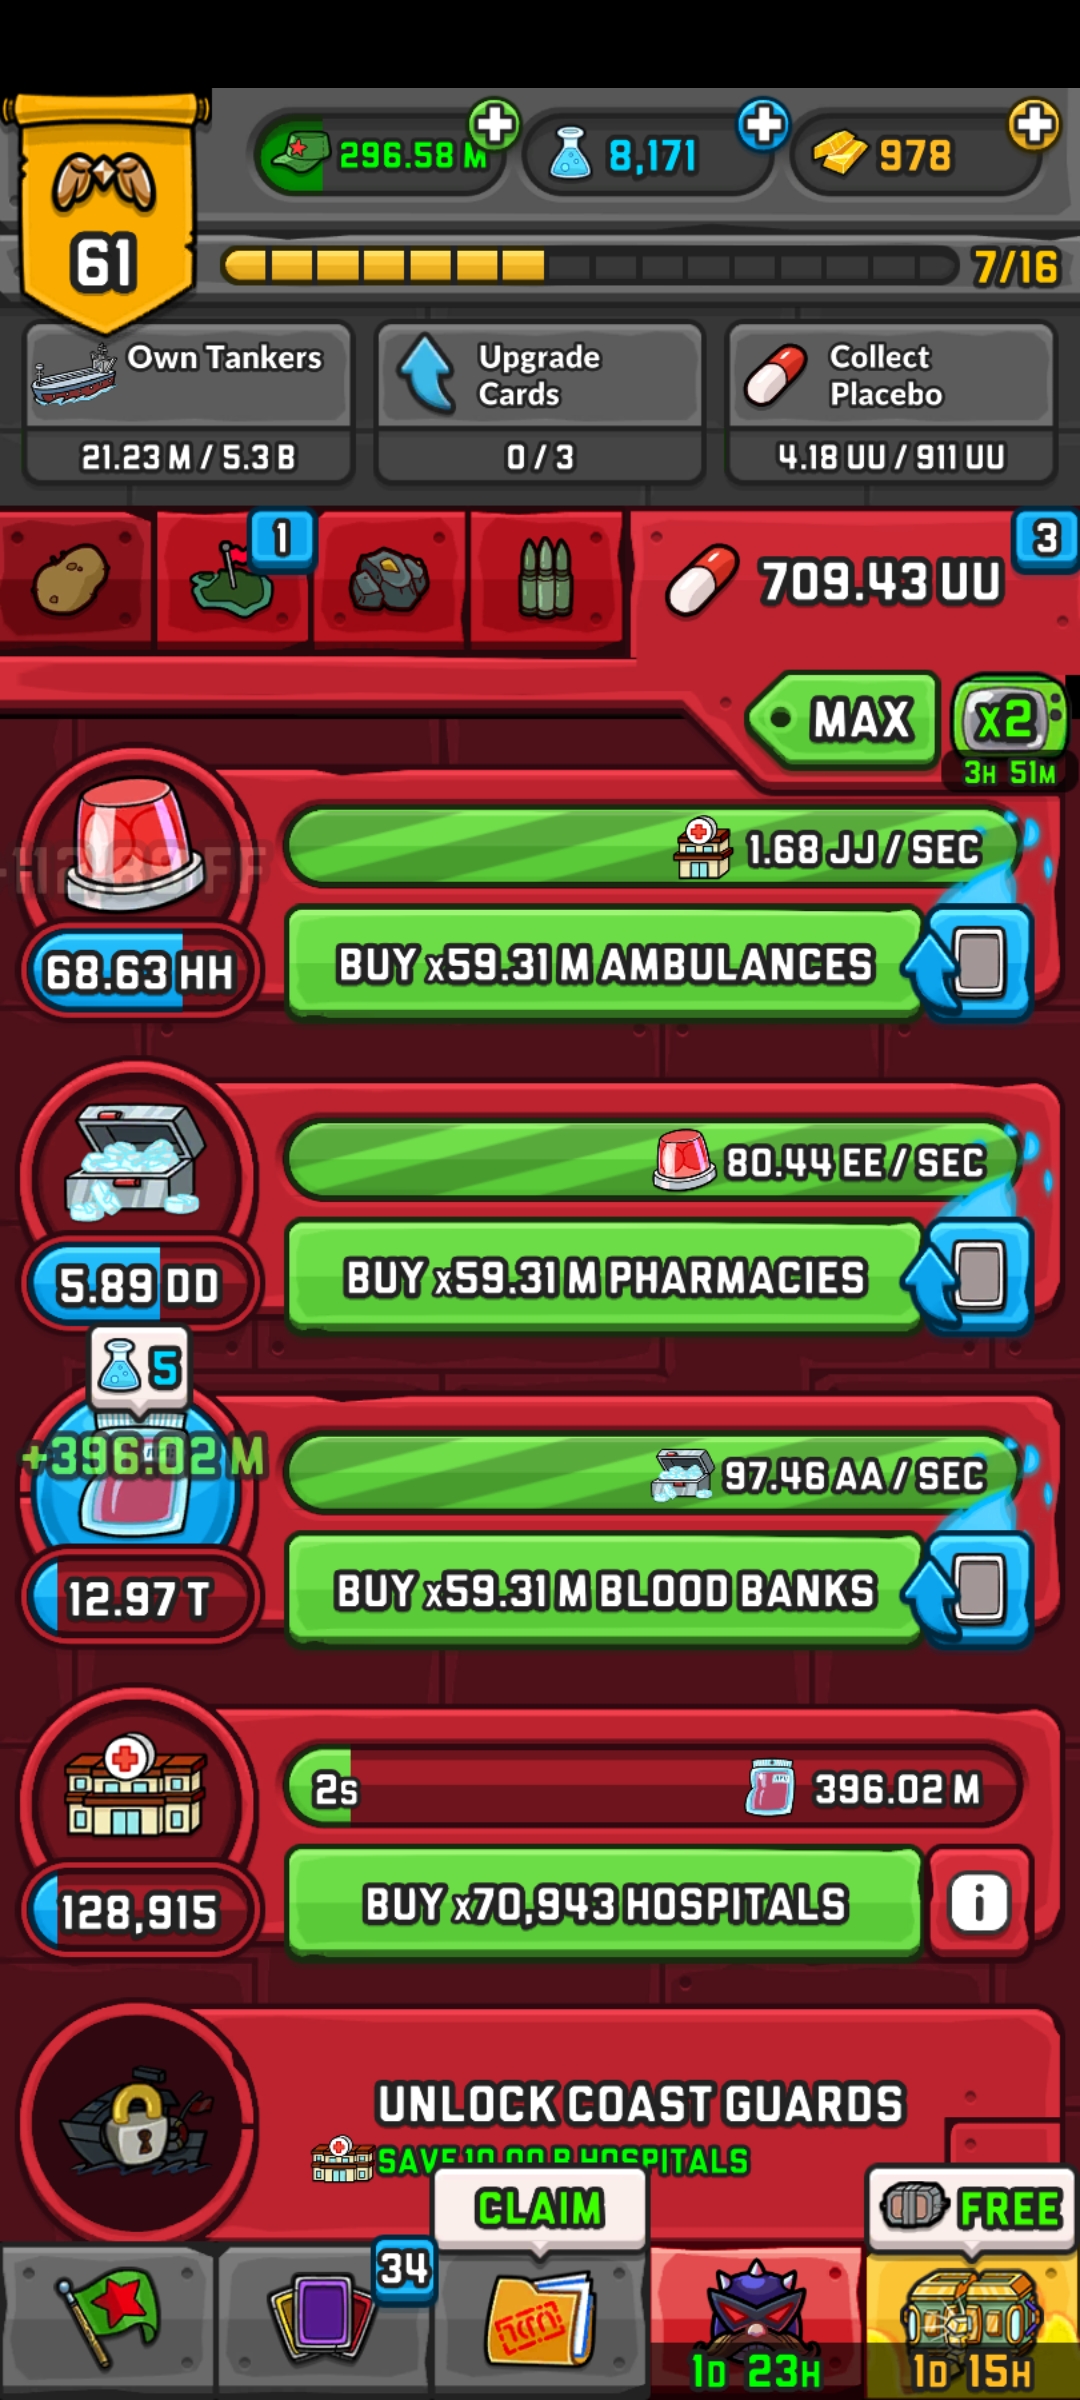 296.58 M
8,171
978
61
7/16
Own Tankers
21.23 M / 5.3 B
Upgrade
Cards
0 / 3
Collect
Placebo
4.18 UU / 911 UU
1
709.43 UU
3
MAX
x2
3H 51M
1.68 JJ / SEC
68.63 HH
BUY x59.31 M AMBULANCES
80.44 EE / SEC
5.89 DD
BUY x59.31 M PHARMACIES
5
+396.02 M
97.46 AA / SEC
12.97 T
BUY x59.31 M BLOOD BANKS
2s
396.02 M
128,915
BUY x70,943 HOSPITALS
i
UNLOCK COAST GUARDS
SAVE 10.00 B HOSPITALS
CLAIM
FREE
34
1D 23H
1D 15H